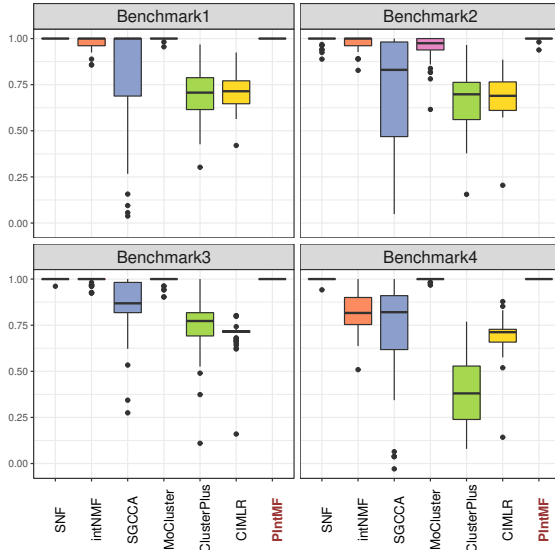 Benchmark1
Benchmark2
1.00
0.75
0.50
0.25
0.00
Benchmark3
Benchmark4
1.00
0.75
0.50
0.25
0.00
SNF
intNMF
SGCCA
MoCluster
ClusterPlus
CIMLR
PIntMF
SNF
intNMF
SGCCA
MoCluster
ClusterPlus
CIMLR
PIntMF